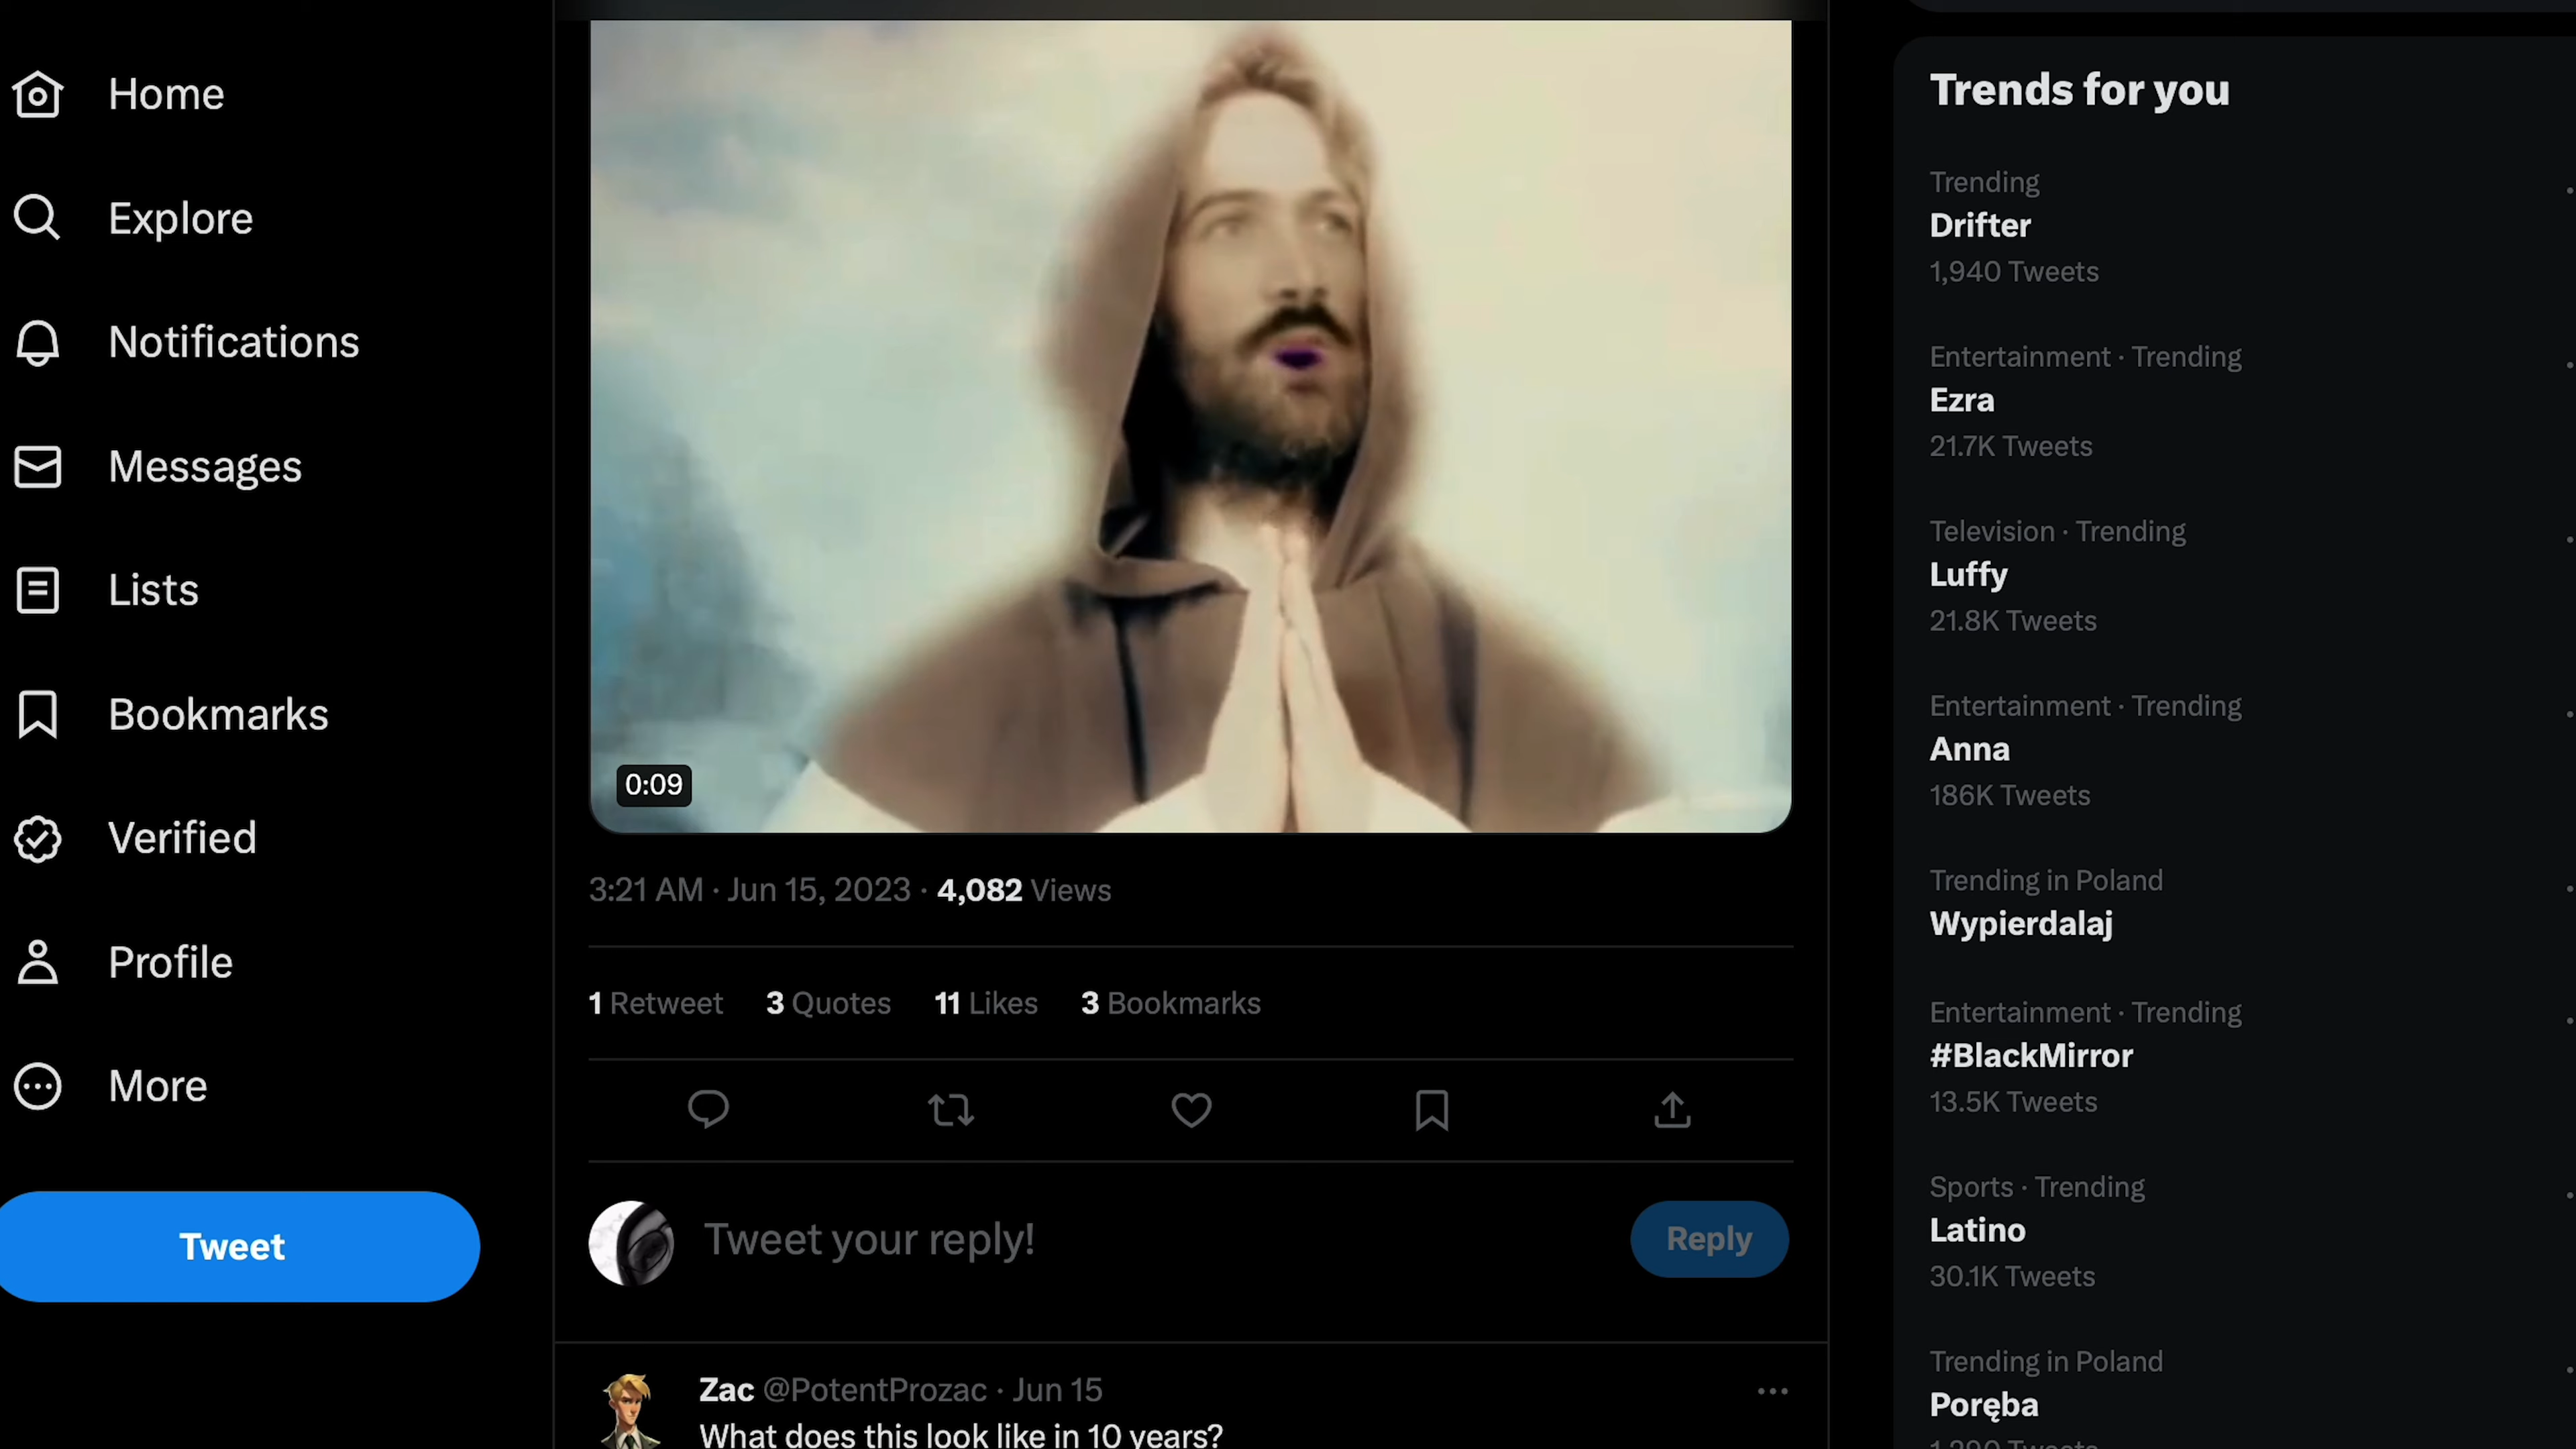 Home
Explore
Notifications
Messages
Lists
Bookmarks
Verified
Profile
More
Tweet
0:09
3:21 AM · Jun 15, 2023 · 4,082 Views
1 Retweet 3 Quotes 11 Likes 3 Bookmarks
Tweet your reply!
Reply
Zac @PotentProzac · Jun 15
What does this look like in 10 years?
Trends for you
Trending
Drifter
1,940 Tweets
Entertainment · Trending
Ezra
21.7K Tweets
Television · Trending
Luffy
21.8K Tweets
Entertainment · Trending
Anna
186K Tweets
Trending in Poland
Wypierdalaj
Entertainment · Trending
#BlackMirror
13.5K Tweets
Sports · Trending
Latino
30.1K Tweets
Trending in Poland
Poręba